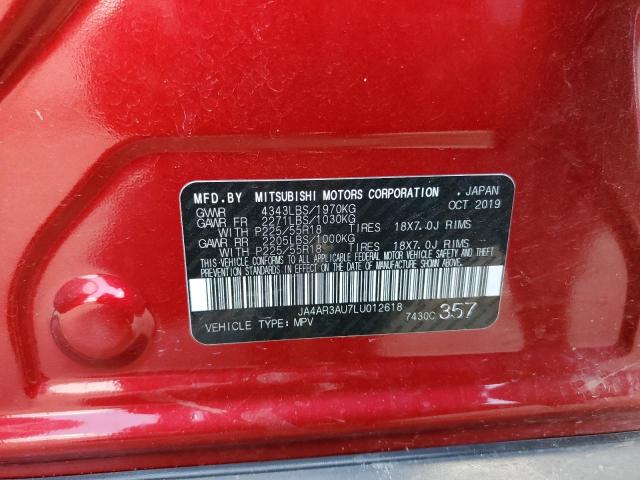 MFD.BY MITSUBISHI MOTORS CORPORATION . JAPAN
GVWR 4343LBS/1970KG OCT 2019
GAWR FR 2271LBS/1030KG
WITH P225/55R18 TIRES 18X7.0J RIMS
GAWR RR 2205LBS/1000KG
WITH P225/55R18 TIRES 18X7.0J RIMS
THIS VEHICLE CONFORMS TO ALL APPLICABLE FEDERAL MOTOR VEHICLE SAFETY AND THEFT
PREVENTION STANDARDS IN EFFECT ON THE DATE OF MANUFACTURE SHOWN ABOVE.
JA4AR3AU7LU012618
VEHICLE TYPE:MPV 7430C 357